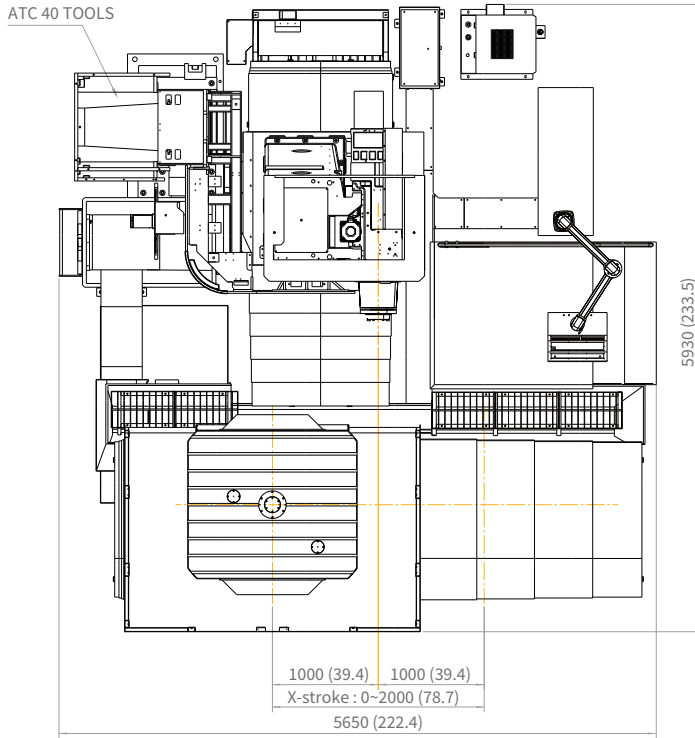 ATC 40 TOOLS
5930 (233.5)
1000 (39.4)
1000 (39.4)
X-stroke : 0~2000 (78.7)
5650 (222.4)